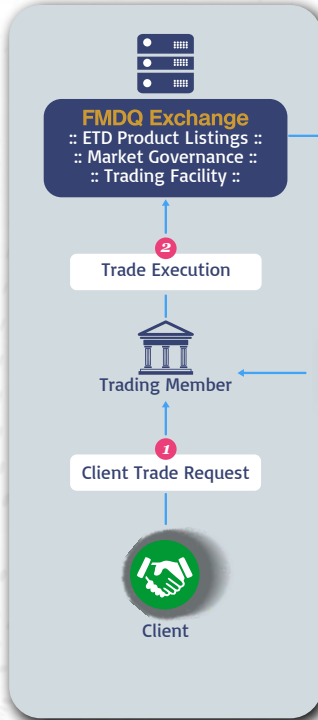 FMDQ Exchange
:: ETD Product Listings ::
:: Market Governance ::
:: Trading Facility ::
2
Trade Execution
Trading Member
1
Client Trade Request
Client